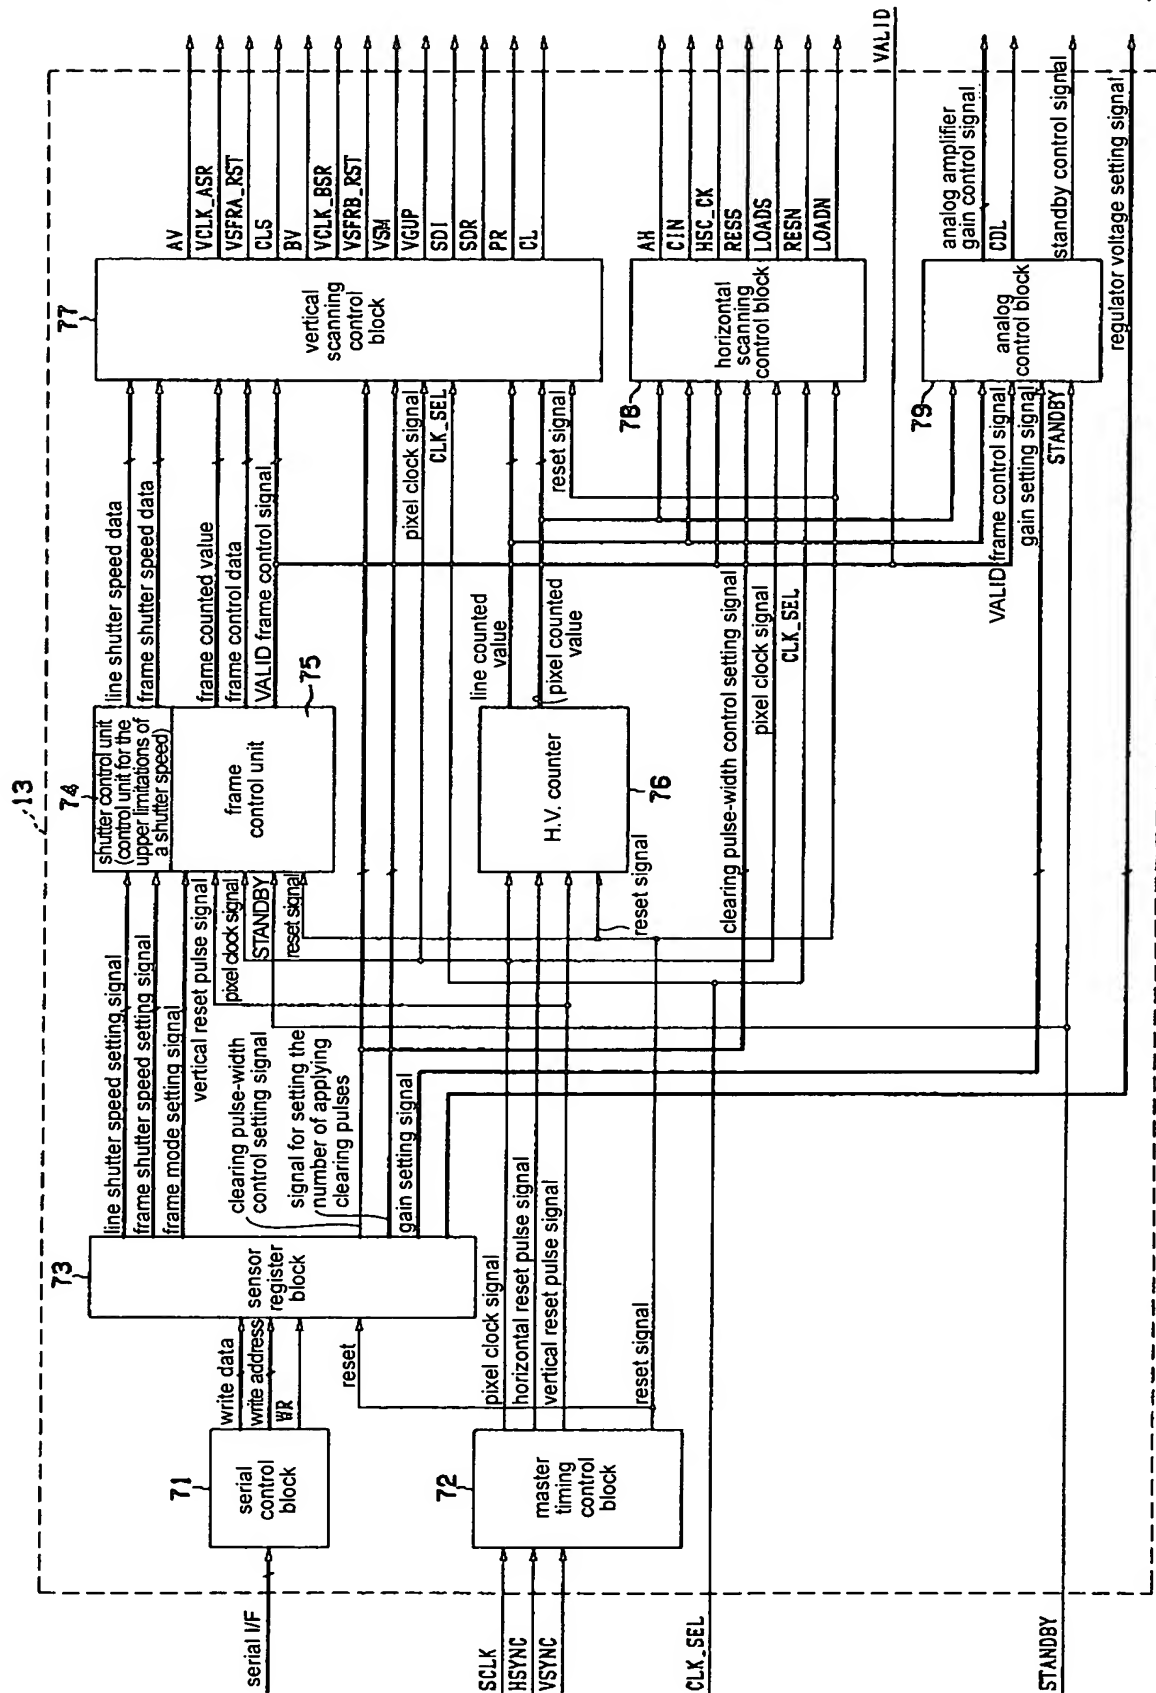 13
serial I/F
SCLK
HSYNC
VSYNC
CLK_SEL
STANDBY
71
serial
control
block
write data
write address
WR
72
master
timing
control
block
reset
pixel clock signal
horizontal reset pulse signal
vertical reset pulse signal
reset signal
73
sensor
register
block
line shutter speed setting signal
frame shutter speed setting signal
frame mode setting signal
vertical reset pulse signal
pixel clock signal
STANDBY
reset signal
clearing pulse-width
control setting signal
signal for setting the
number of applying
clearing pulses
gain setting signal
74
shutter control unit
(control unit for the
upper limitations of
a shutter speed)
frame
control unit
75
line shutter speed data
frame shutter speed data
frame counted value
frame control data
VALID frame control signal
H.V. counter
76
reset signal
line counted
value
pixel counted
value
clearing pulse-width control setting signal
pixel clock signal
CLK_SEL
pixel clock signal
CLK_SEL
reset signal
77
vertical
scanning
control
block
AV
VCLK_ASR
VSFRA_RST
CLS
BV
VCLK_BSR
VSFRB_RST
VSM
VGUP
SDI
SDR
PR
CL
78
horizontal
scanning
control block
AH
CIN
HSC_CK
RESS
LOADS
RESN
LOADN
VALID
79
analog
control block
VALID frame control signal
gain setting signal
STANDBY
analog amplifier
gain control signal
CDL
standby control signal
regulator voltage setting signal